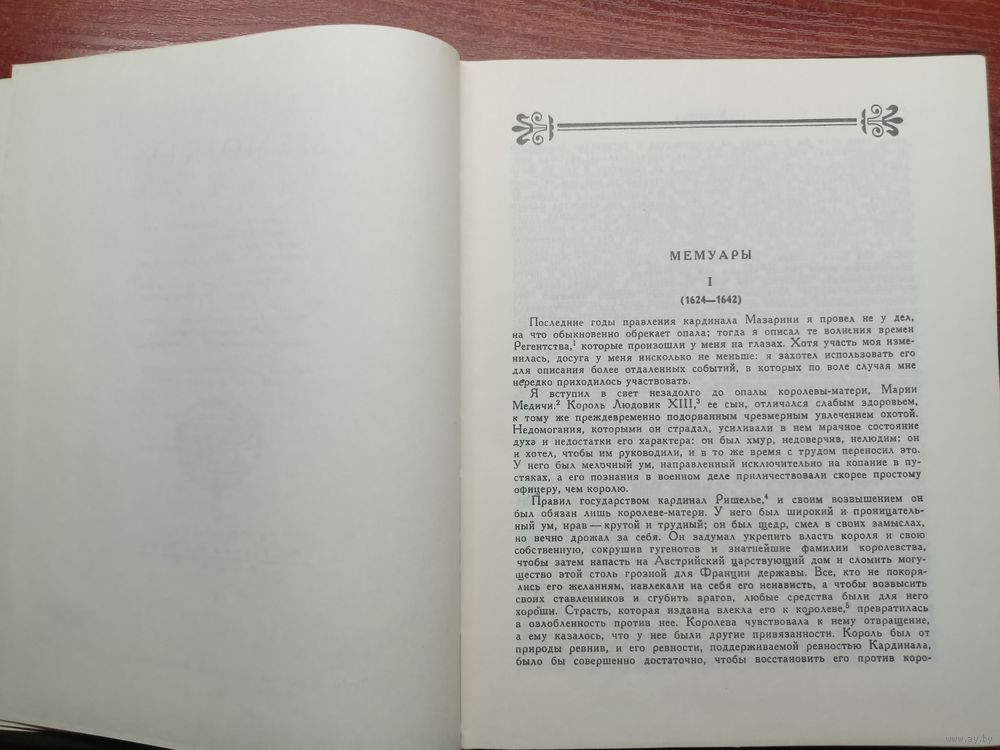 МЕМУАРЫ
I
(1624—1642)
Последние годы правления кардинала Мазарини я провел не у дел,
на что обыкновенно обрекает опала; тогда я описал те волнения времен
Регентства,¹ которые произошли у меня на глазах. Хотя участь моя изме-
нилась, досуга у меня нисколько не меньше: я захотел использовать его
для описания более отдаленных событий, в которых по воле случая мне
нередко приходилось участвовать.
Я вступил в свет незадолго до опалы королевы-матери, Марии
Медичи.² Король Людовик XIII,³ ее сын, отличался слабым здоровьем,
к тому же преждевременно подорванным чрезмерным увлечением охотой.
Недомогания, которыми он страдал, усиливали в нем мрачное состояние
духа и недостатки его характера: он был хмур, недоверчив, нелюдим; он
и хотел, чтобы им руководили, и в то же время с трудом переносил это.
У него был мелочный ум, направленный исключительно на копание в пу-
стяках, а его познания в военном деле приличествовали скорее простому
офицеру, чем королю.
Правил государством кардинал Ришелье,⁴ и своим возвышением он
был обязан лишь королеве-матери. У него был широкий и проницатель-
ный ум, нрав — крутой и трудный; он был щедр, смел в своих замыслах,
но вечно дрожал за себя. Он задумал укрепить власть короля и свою
собственную, сокрушив гугенотов и знатнейшие фамилии королевства,
чтобы затем напасть на Австрийский царствующий дом и сломить могу-
щество этой столь грозной для Франции державы. Все, кто не покоря-
лись его желаниям, навлекали на себя его ненависть, а чтобы возвысить
своих ставленников и сгубить врагов, любые средства были для него
хороши. Страсть, которая издавна влекла его к королеве,⁵ превратилась
в озлобленность против нее. Королева чувствовала к нему отвращение,
а ему казалось, что у нее были другие привязанности. Король был от
природы ревнив, и его ревности, поддерживаемой ревностью Кардинала,
было бы совершенно достаточно, чтобы восстановить его против коро-
www.ay.by